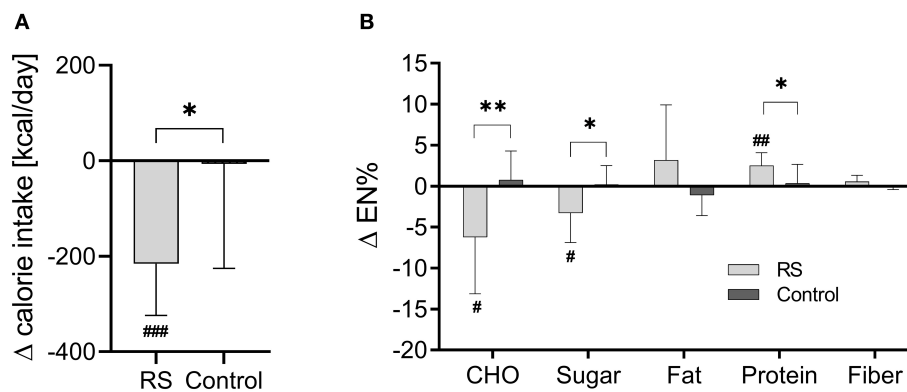 A
Δ calorie intake [kcal/day]
200
0
-200
-400
*
###
RS Control
B
Δ EN%
15
10
5
0
-5
-10
-15
-20
** * *
##
# #
RS
Control
CHO Sugar Fat Protein Fiber